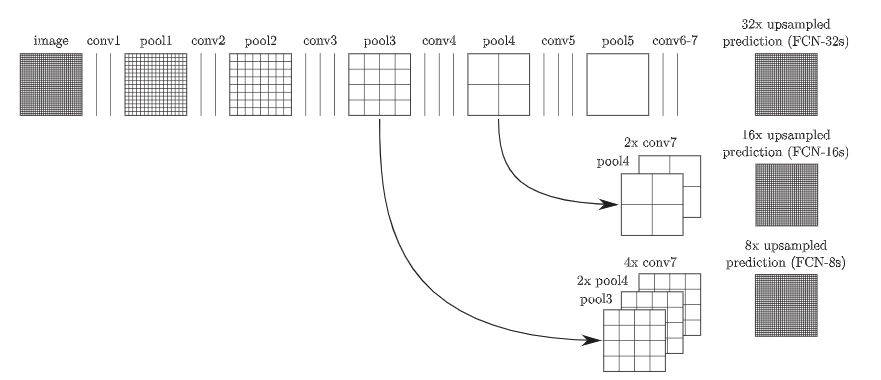 image conv1 pool1 conv2 pool2 conv3 pool3 conv4 pool4 conv5 pool5 conv6-7
32x upsampled
prediction (FCN-32s)
2x conv7
pool4
16x upsampled
prediction (FCN-16s)
4x conv7
2x pool4
pool3
8x upsampled
prediction (FCN-8s)